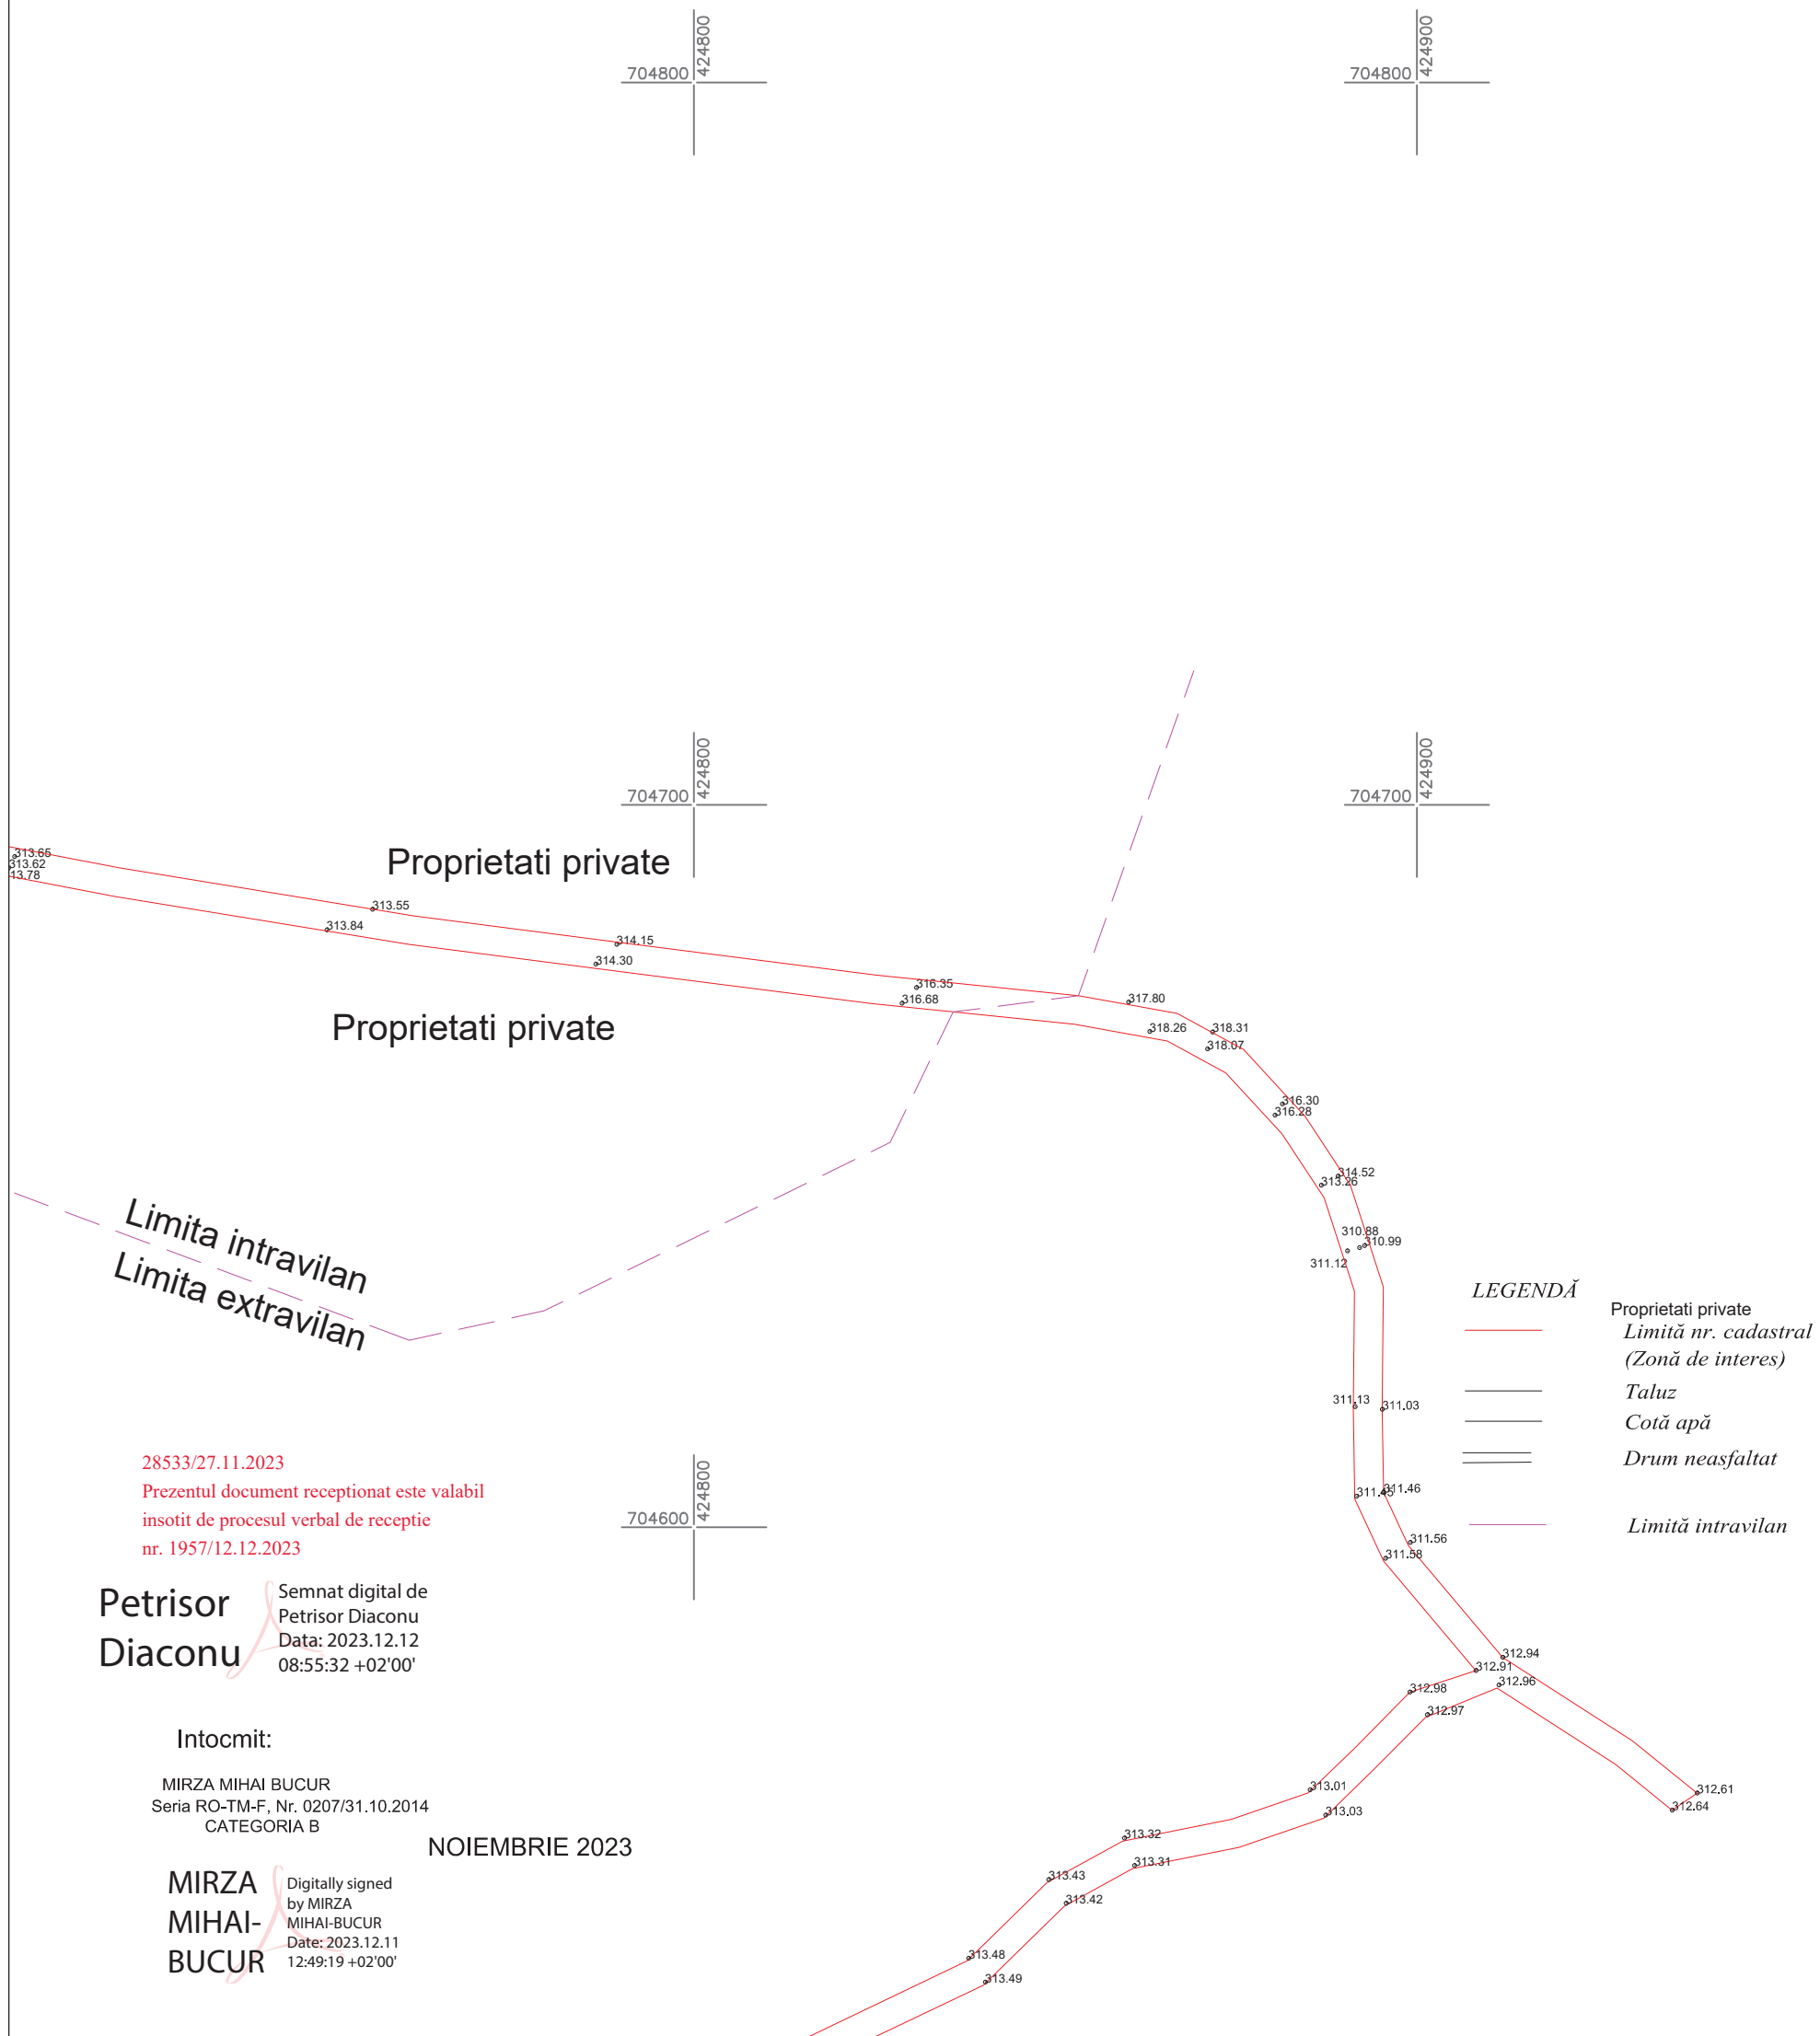 704800
424800
704800
424900
704700
424800
704700
424900
313.65
313.62
13.78
Proprietati private
313.55
313.84
314.15
314.30
316.35
316.68
317.80
318.26
318.31
318.07
Proprietati private
316.30
316.28
314.52
313.26
310.88
310.99
311.12
Limita intravilan
Limita extravilan
LEGENDĂ
Proprietati private
Limită nr. cadastral
(Zonă de interes)
Taluz
Cotă apă
Drum neasfaltat
Limită intravilan
311.13
311.03
311.45
311.46
311.56
311.58
704600
424800
28533/27.11.2023
Prezentul document receptionat este valabil
insotit de procesul verbal de receptie
nr. 1957/12.12.2023
Petrisor
Diaconu
Semnat digital de
Petrisor Diaconu
Data: 2023.12.12
08:55:32 +02'00'
312.94
312.91
312.96
312.98
312.97
312.61
312.64
313.01
313.03
313.32
313.31
313.43
313.42
313.48
313.49
Intocmit:
MIRZA MIHAI BUCUR
Seria RO-TM-F, Nr. 0207/31.10.2014
CATEGORIA B
NOIEMBRIE 2023
MIRZA
MIHAI-
BUCUR
Digitally signed
by MIRZA
MIHAI-BUCUR
Date: 2023.12.11
12:49:19 +02'00'